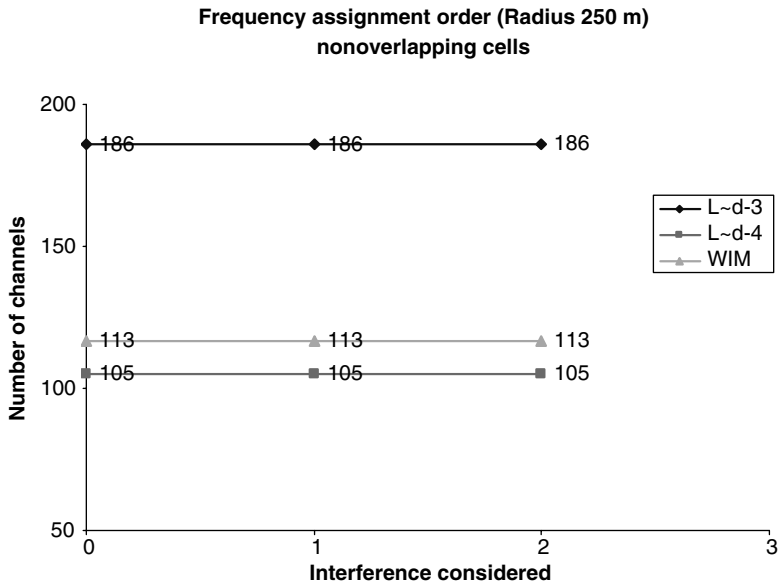 Frequency assignment order (Radius 250 m)
nonoverlapping cells
Number of channels
200
150
100
50
186 186 186
113 113 113
105 105 105
L~d-3
L~d-4
WIM
0 1 2 3
Interference considered